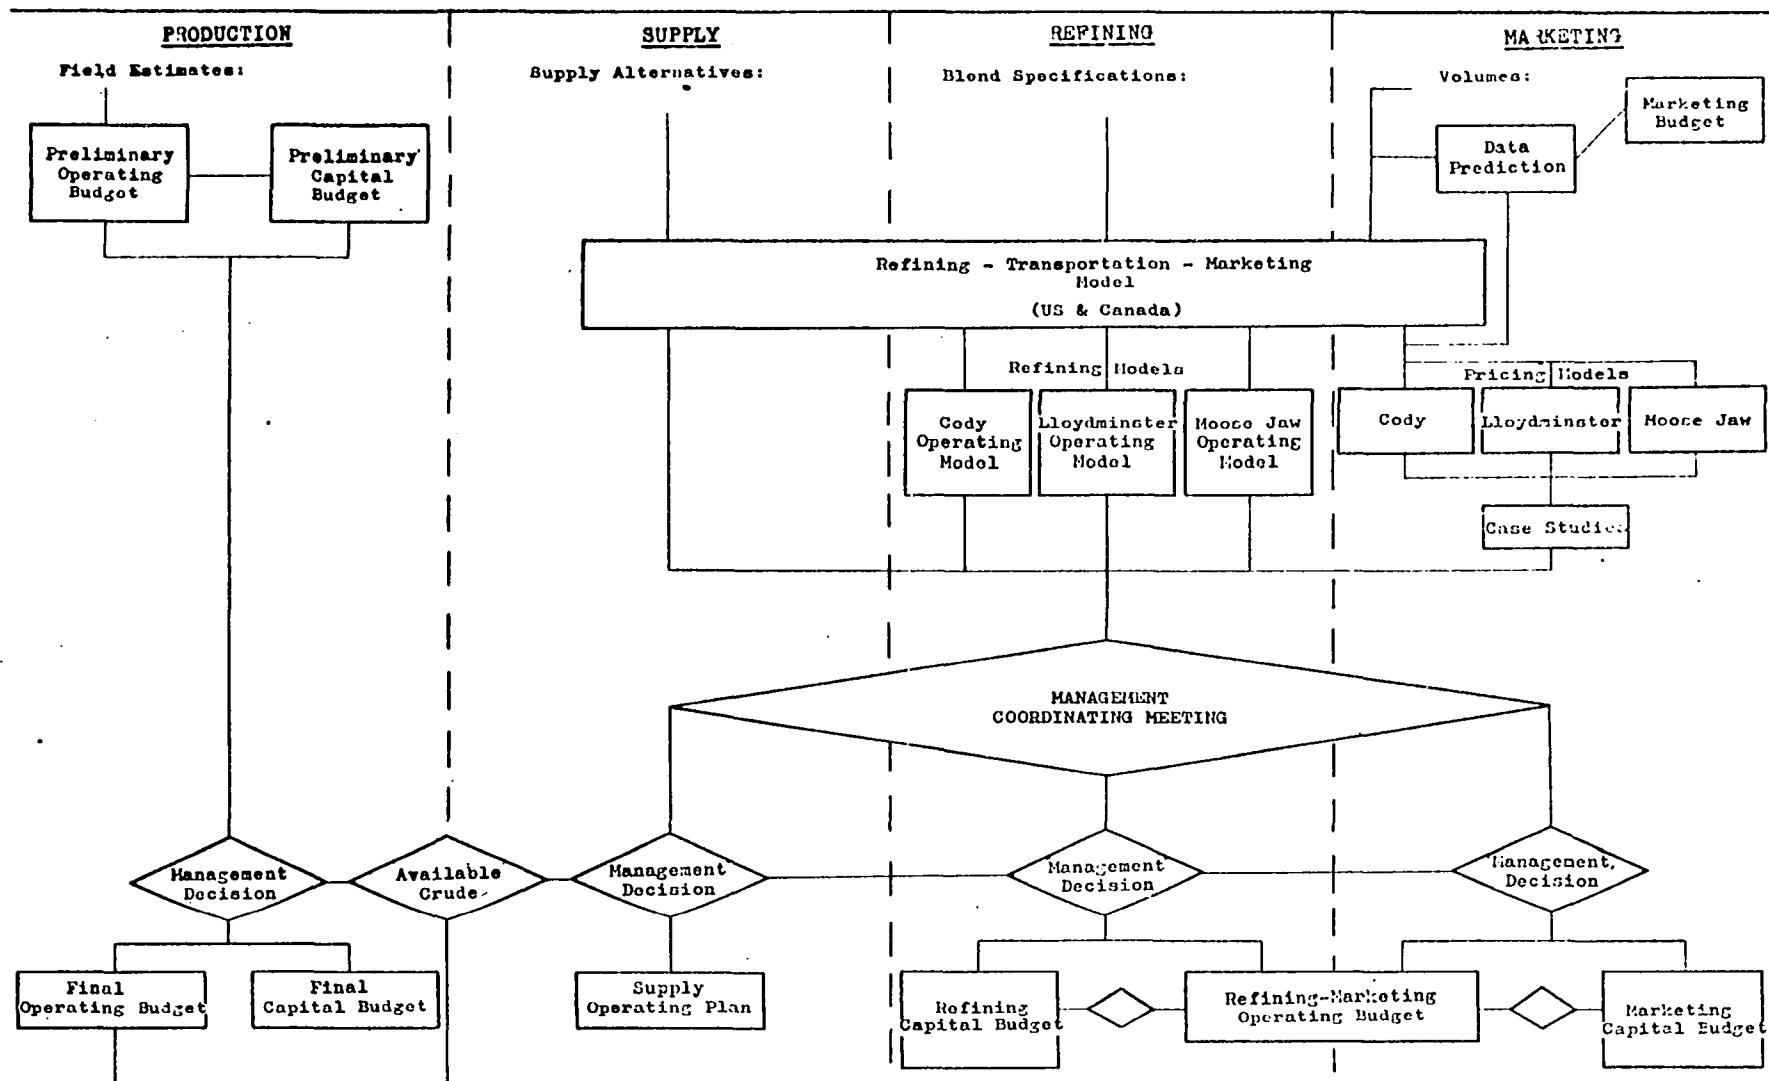 PRODUCTION
SUPPLY
REFINING
MARKETING
Field Estimates:
Supply Alternatives:
Blend Specifications:
Volumes:
Marketing
Budget
Preliminary
Operating
Budget
Preliminary
Capital
Budget
Data
Prediction
Refining - Transportation - Marketing
Model
(US & Canada)
Refining Models
Pricing Models
Cody
Operating
Model
Lloydminster
Operating
Model
Moose Jaw
Operating
Model
Cody
Lloydminster
Moose Jaw
Case Studies
MANAGEMENT
COORDINATING MEETING
Management
Decision
Available
Crude
Management
Decision
Management
Decision
Management
Decision
Final
Operating Budget
Final
Capital Budget
Supply
Operating Plan
Refining
Capital Budget
Refining-Marketing
Operating Budget
Marketing
Capital Budget